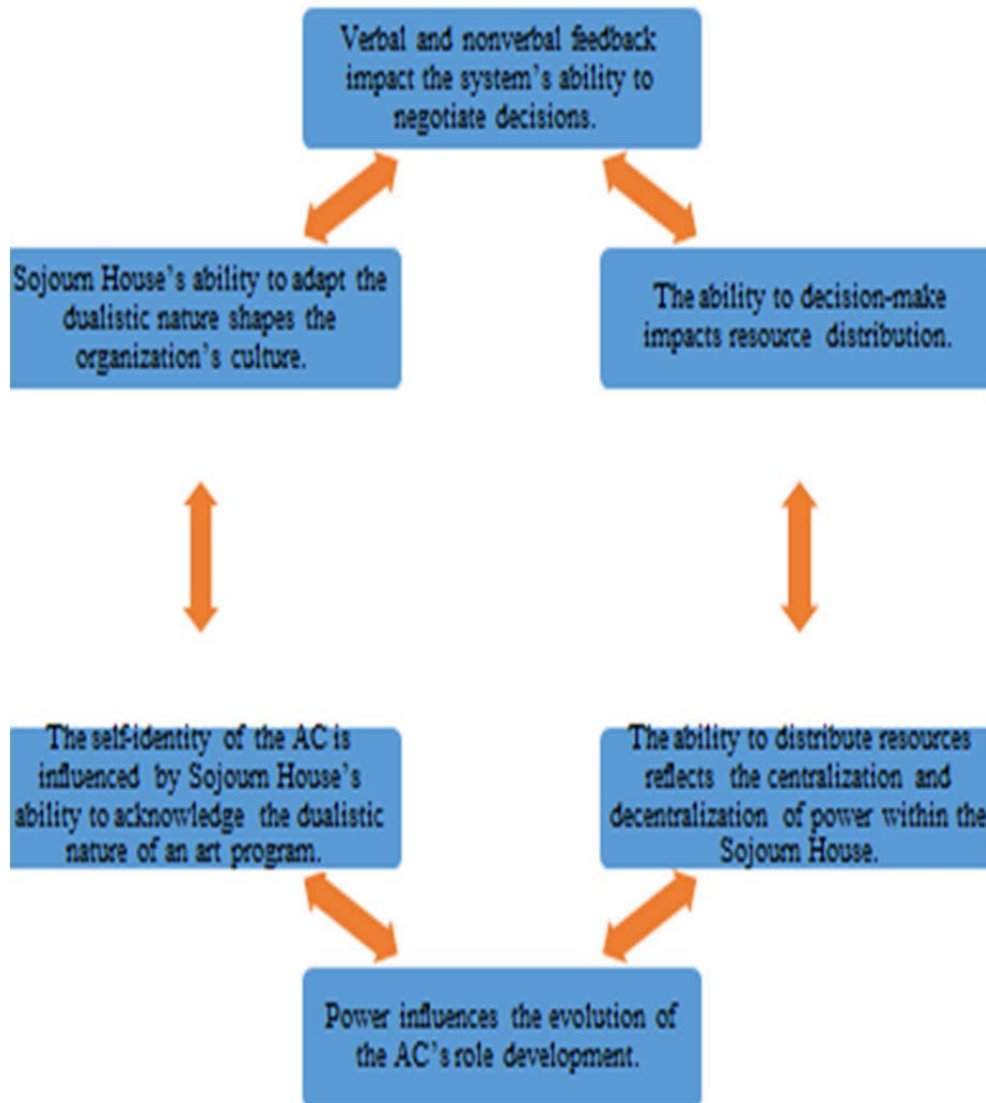 Verbal and nonverbal feedback
impact the system's ability to
negotiate decisions.
Sojourn House's ability to adapt the
dualistic nature shapes the
organization's culture.
The ability to decision-make
impacts resource distribution.
The self-identity of the AC is
influenced by Sojourn House's
ability to acknowledge the dualistic
nature of an art program.
The ability to distribute resources
reflects the centralization and
decentralization of power within the
Sojourn House.
Power influences the evolution of
the AC's role development.